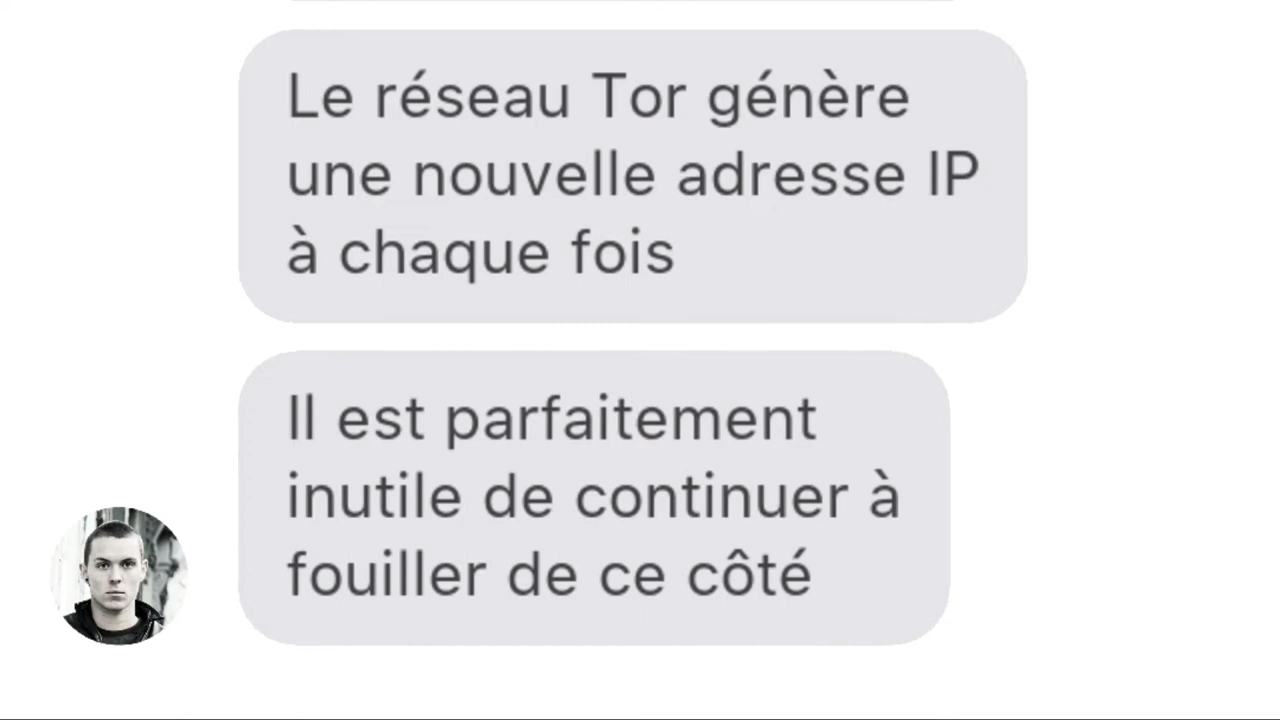 Le réseau Tor génère
une nouvelle adresse IP
à chaque fois
Il est parfaitement
inutile de continuer à
fouiller de ce côté